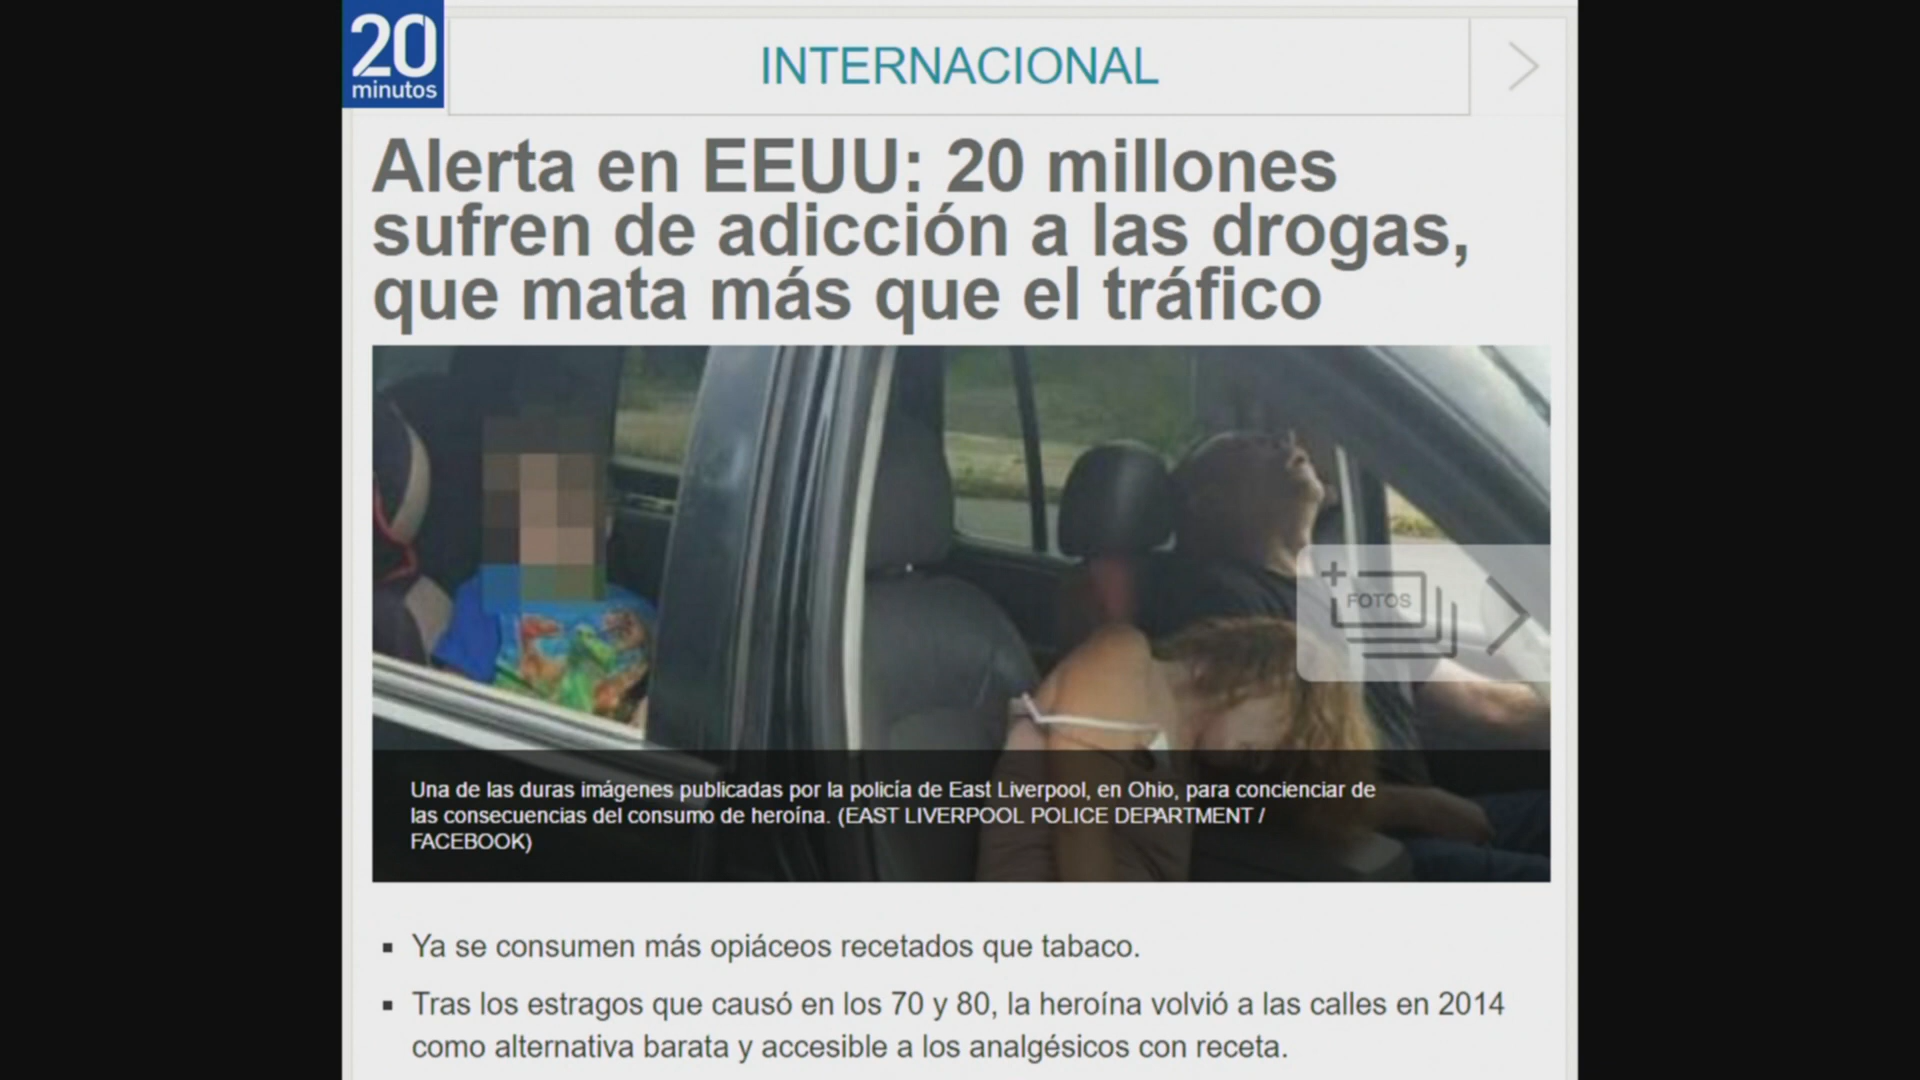 20
minutos
INTERNACIONAL
Alerta en EEUU: 20 millones
sufren de adicción a las drogas,
que mata más que el tráfico
FOTOS
Una de las duras imágenes publicadas por la policía de East Liverpool, en Ohio, para concienciar de
las consecuencias del consumo de heroína. (EAST LIVERPOOL POLICE DEPARTMENT /
FACEBOOK)
Ya se consumen más opiáceos recetados que tabaco.
Tras los estragos que causó en los 70 y 80, la heroína volvió a las calles en 2014
como alternativa barata y accesible a los analgésicos con receta.